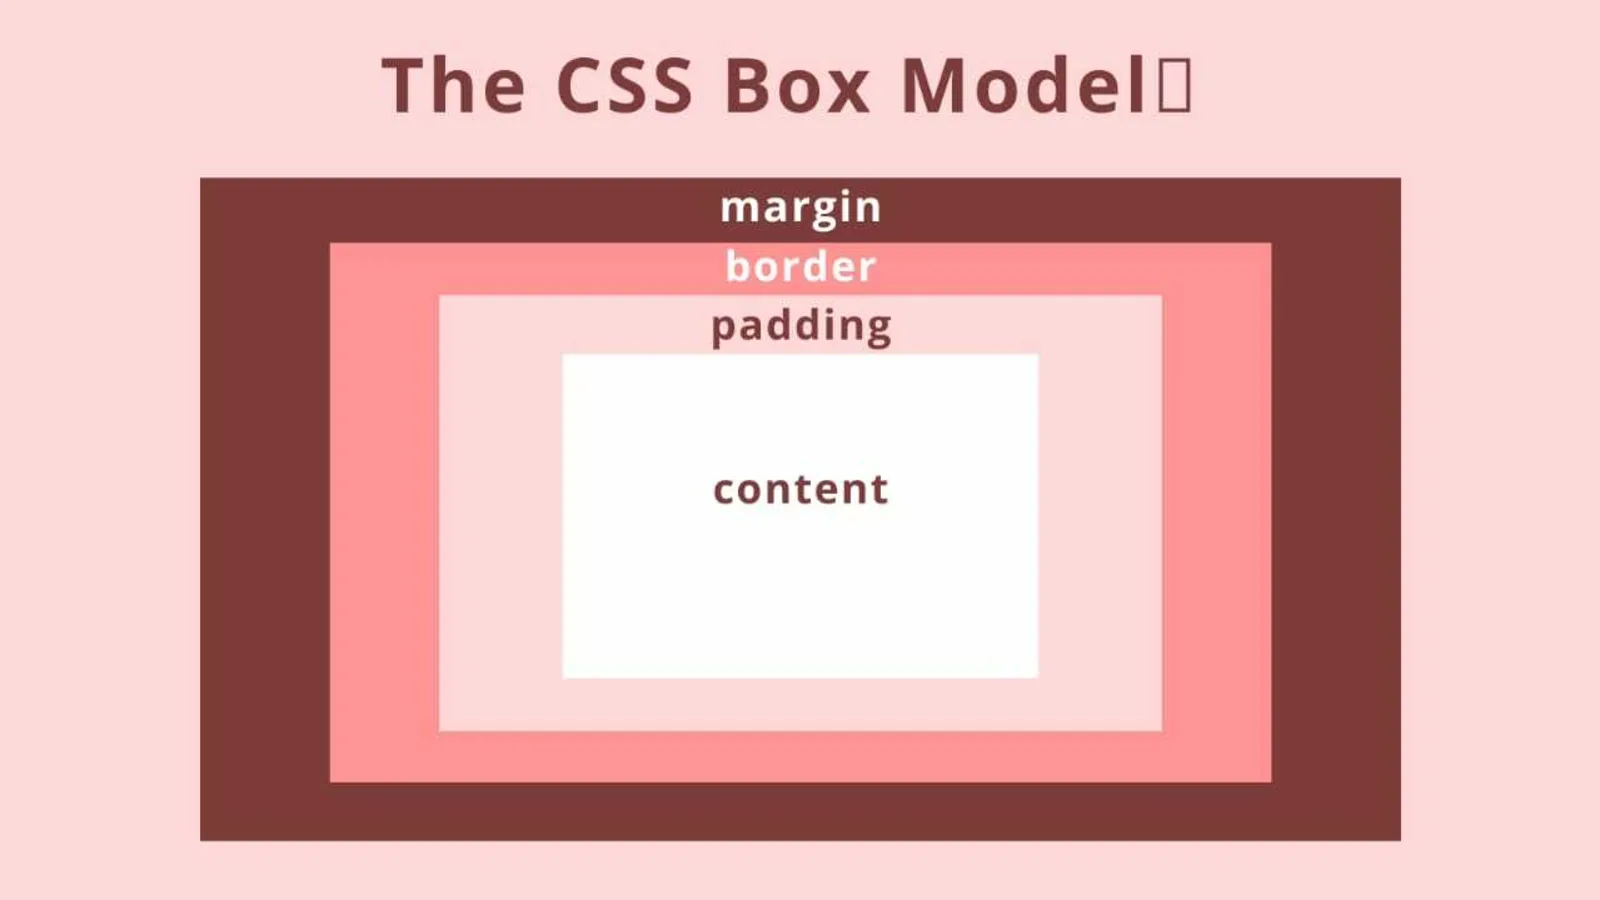 The CSS Box Model
margin
border
padding
content